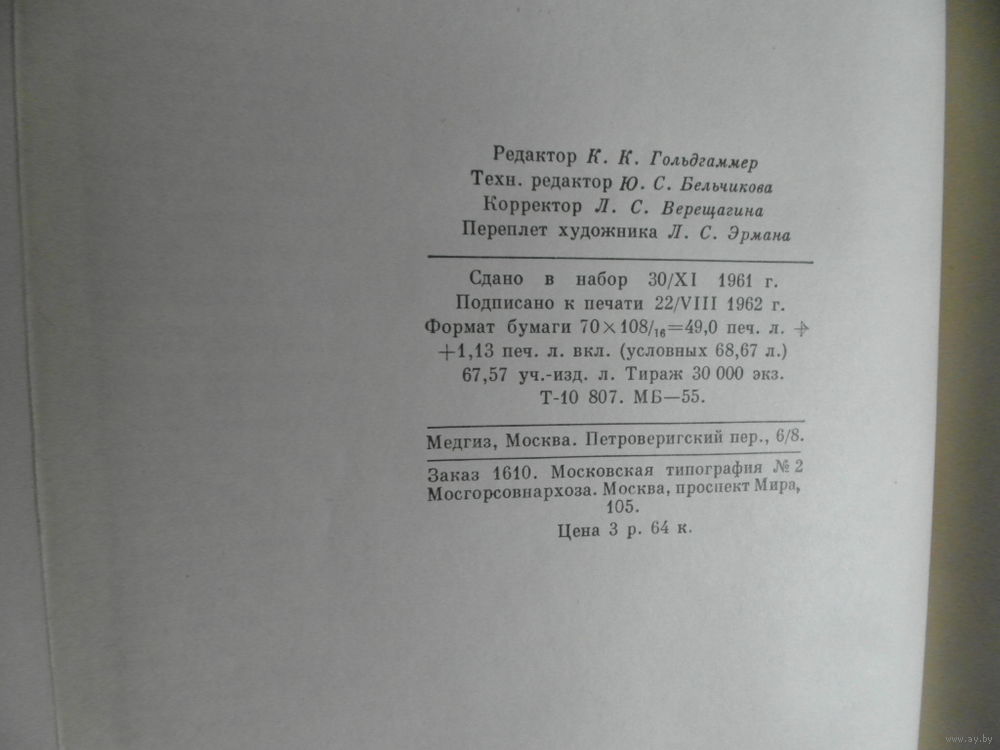 Редактор К. К. Гольдгаммер
Техн. редактор Ю. С. Бельчикова
Корректор Л. С. Верещагина
Переплет художника Л. С. Эрмана
Сдано в набор 30/XI 1961 г.
Подписано к печати 22/VIII 1962 г.
Формат бумаги 70×108/16=49,0 печ. л. +
+1,13 печ. л. вкл. (условных 68,67 л.)
67,57 уч.-изд. л. Тираж 30 000 экз.
Т-10 807. МБ—55.
Медгиз, Москва. Петроверигский пер., 6/8.
Заказ 1610. Московская типография № 2
Мосгорсовнархоза. Москва, проспект Мира,
105.
Цена 3 р. 64 к.
www.ay.by